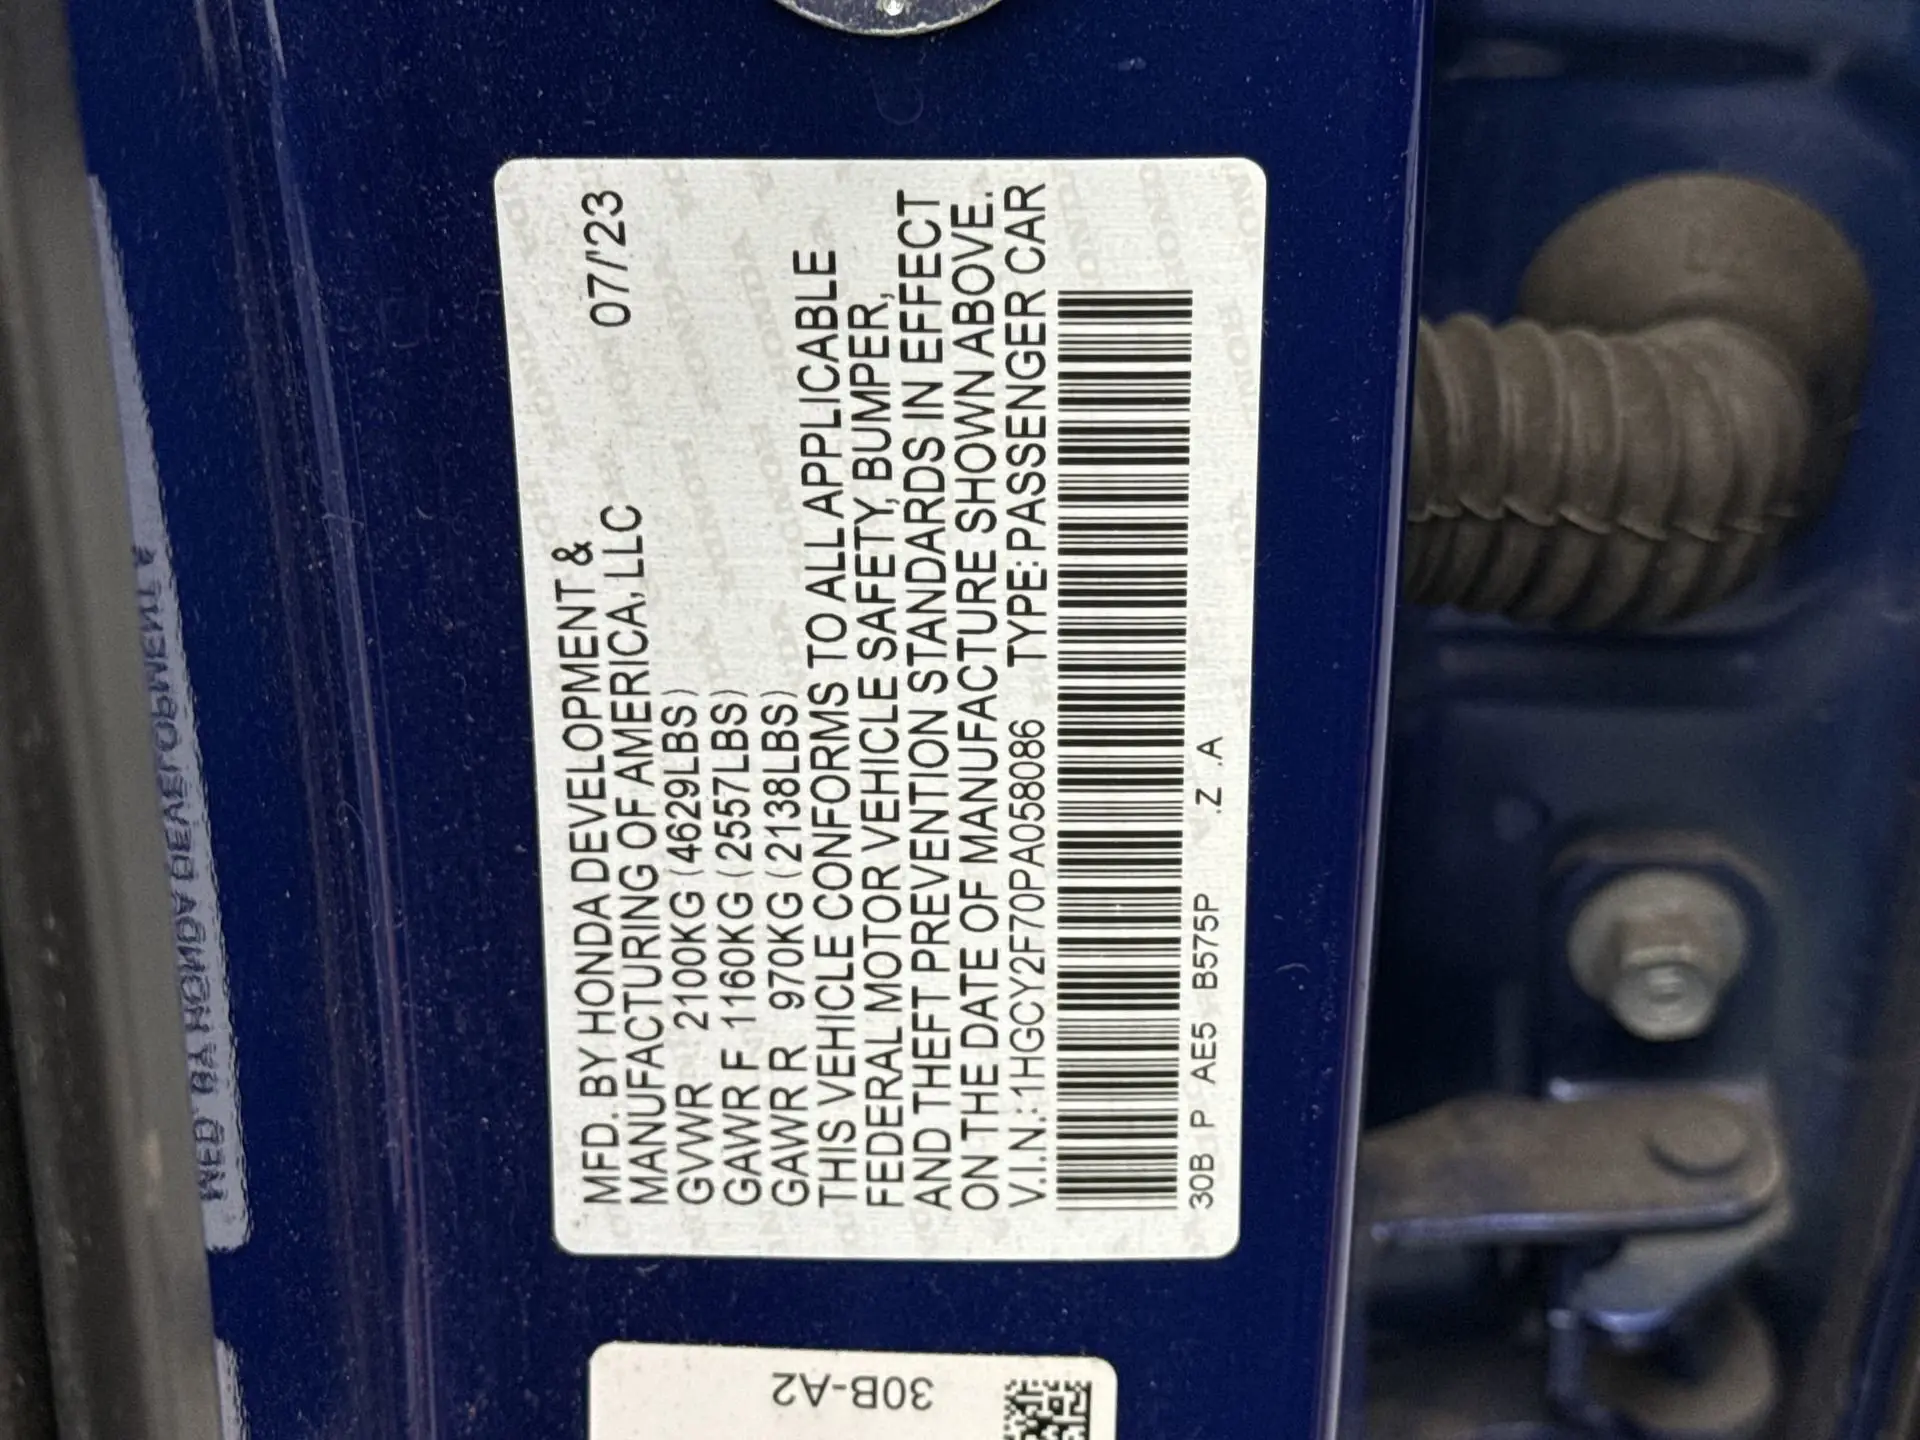 MFD. BY HONDA DEVELOPMENT &
MANUFACTURING OF AMERICA, LLC 07/'23
GVWR 2100KG (4629LBS)
GAWR F 1160KG (2557LBS)
GAWR R 970KG (2138LBS)
THIS VEHICLE CONFORMS TO ALL APPLICABLE
FEDERAL MOTOR VEHICLE SAFETY, BUMPER,
AND THEFT PREVENTION STANDARDS IN EFFECT
ON THE DATE OF MANUFACTURE SHOWN ABOVE.
V.I.N.: 1HGCY2F70PA058086 TYPE: PASSENGER CAR
30B P AE5 B575P .Z .A
30B-A2